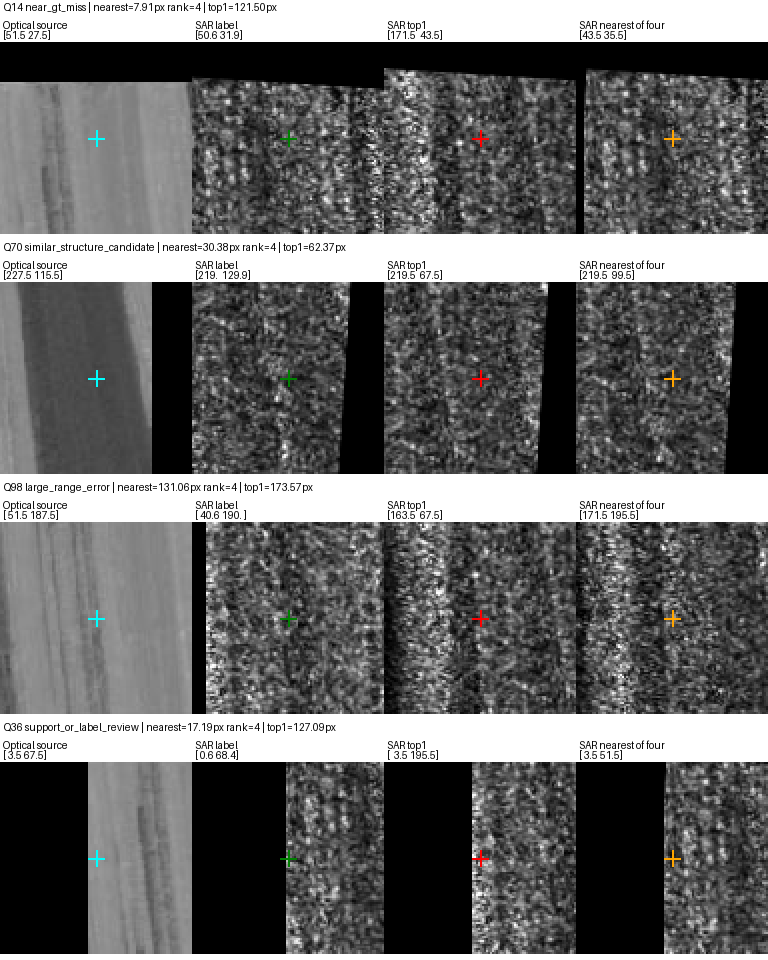 Q14 near_gt_miss | nearest=7.91px rank=4 | top1=121.50px
Optical source SAR label SAR top1 SAR nearest of four
[51.5 27.5] [50.6 31.9] [171.5 43.5] [43.5 35.5]
Q70 similar_structure_candidate | nearest=30.38px rank=4 | top1=62.37px
Optical source SAR label SAR top1 SAR nearest of four
[227.5 115.5] [219. 129.9] [219.5 67.5] [219.5 99.5]
Q98 large_range_error | nearest=131.06px rank=4 | top1=173.57px
Optical source SAR label SAR top1 SAR nearest of four
[ 51.5 187.5] [ 40.6 190. ] [163.5 67.5] [171.5 195.5]
Q36 support_or_label_review | nearest=17.19px rank=4 | top1=127.09px
Optical source SAR label SAR top1 SAR nearest of four
[ 3.5 67.5] [ 0.6 68.4] [ 3.5 195.5] [ 3.5 51.5]